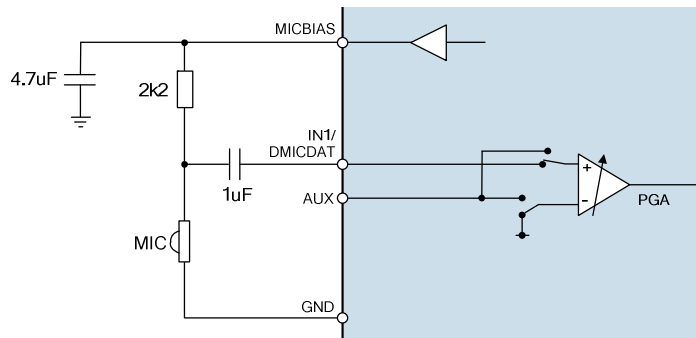 MICBIAS
4.7uF
2k2
IN1/
DMICDAT
1uF
AUX
+
-
PGA
MIC
GND